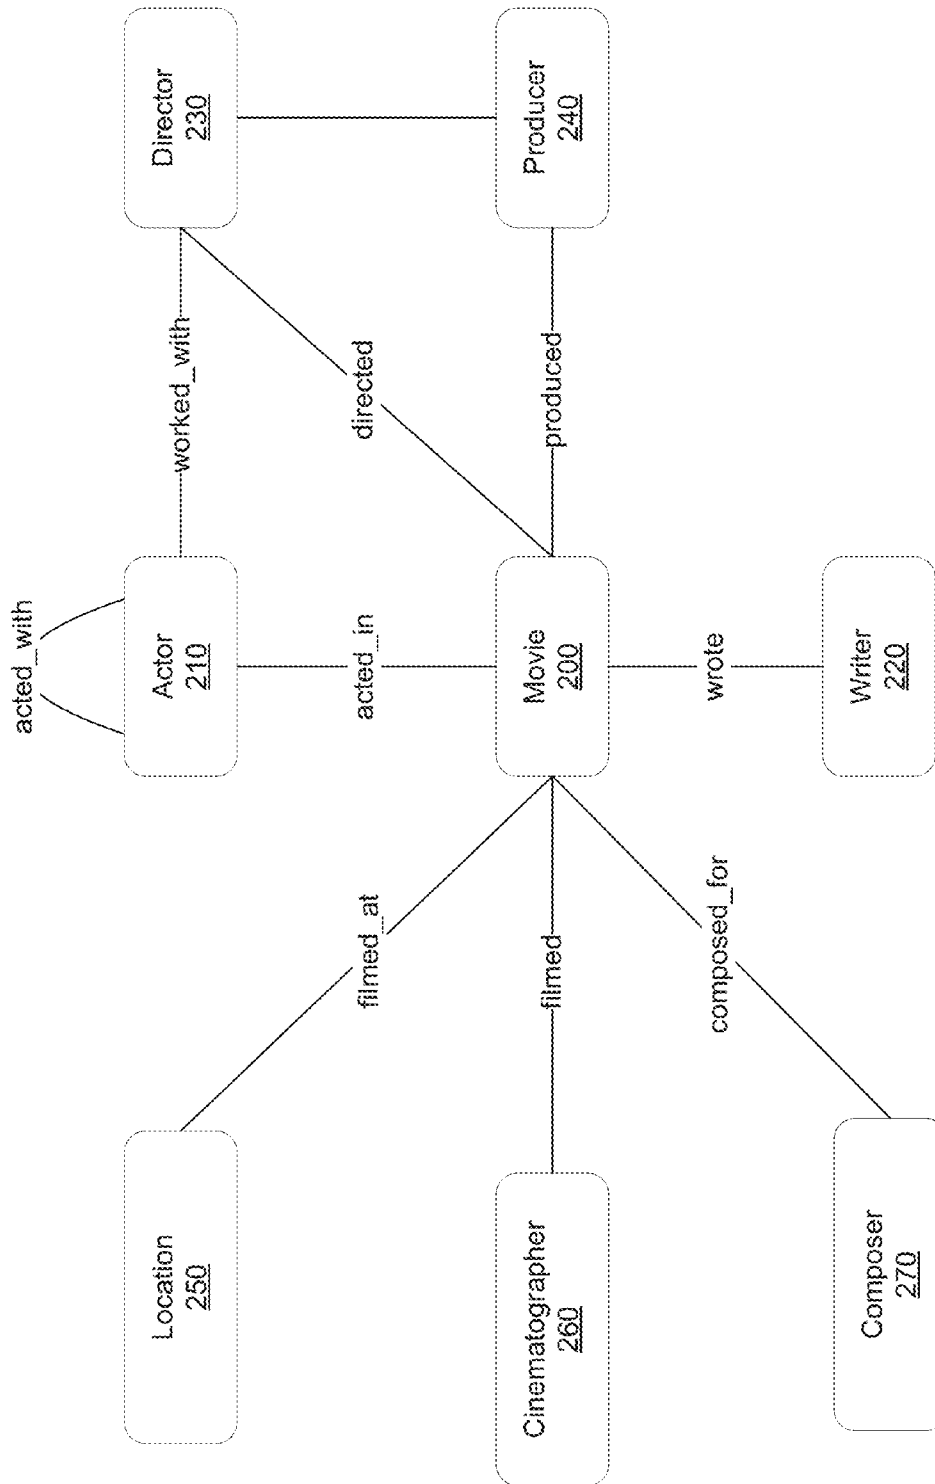 Location
250
Cinematographer
260
Composer
270
filmed_at
filmed
composed_for
acted_with
Actor
210
acted_in
Movie
200
wrote
Writer
220
worked_with
directed
produced
Director
230
Producer
240